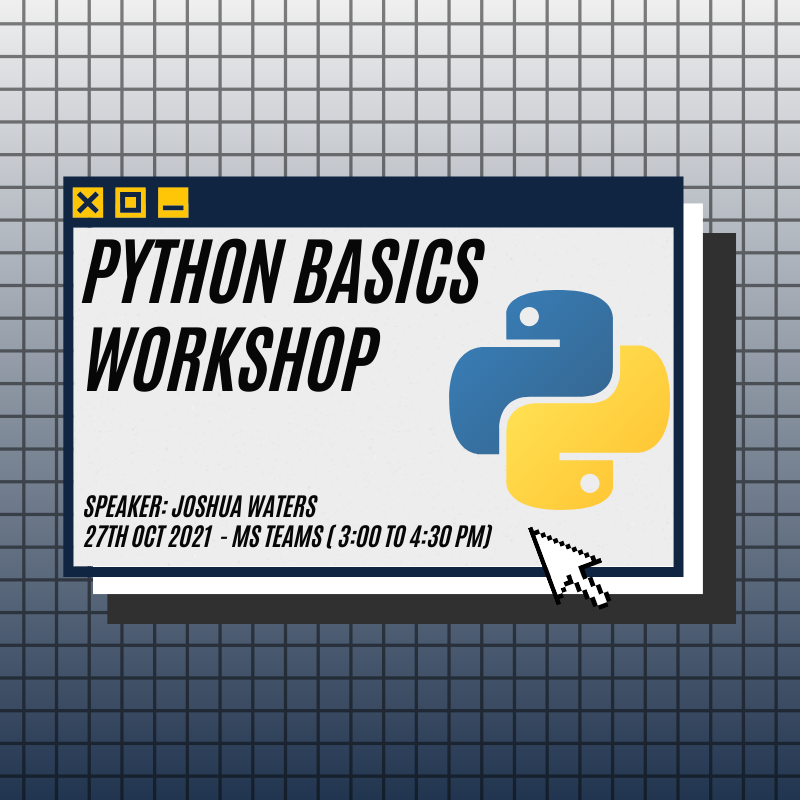 PYTHON BASICS
WORKSHOP
SPEAKER: JOSHUA WATERS
27TH OCT 2021 - MS TEAMS ( 3:00 TO 4:30 PM)